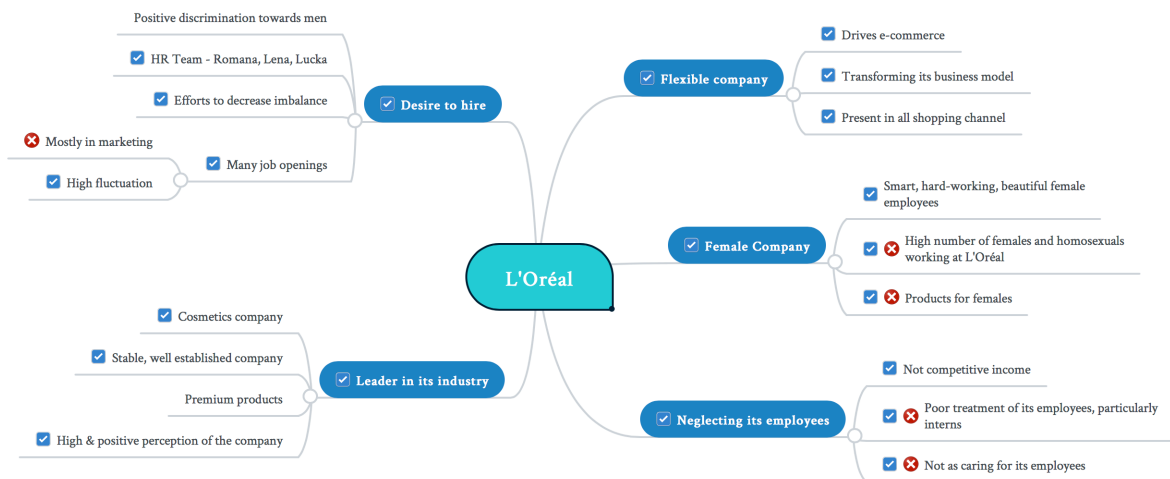 Positive discrimination towards men
HR Team - Romana, Lena, Lucka
Efforts to decrease imbalance
Desire to hire
Mostly in marketing
High fluctuation
Many job openings
Flexible company
Drives e-commerce
Transforming its business model
Present in all shopping channel
Female Company
Smart, hard-working, beautiful female
employees
High number of females and homosexuals
working at L'Oréal
Products for females
L'Oréal
Cosmetics company
Stable, well established company
Premium products
High & positive perception of the company
Leader in its industry
Neglecting its employees
Not competitive income
Poor treatment of its employees, particularly
interns
Not as caring for its employees